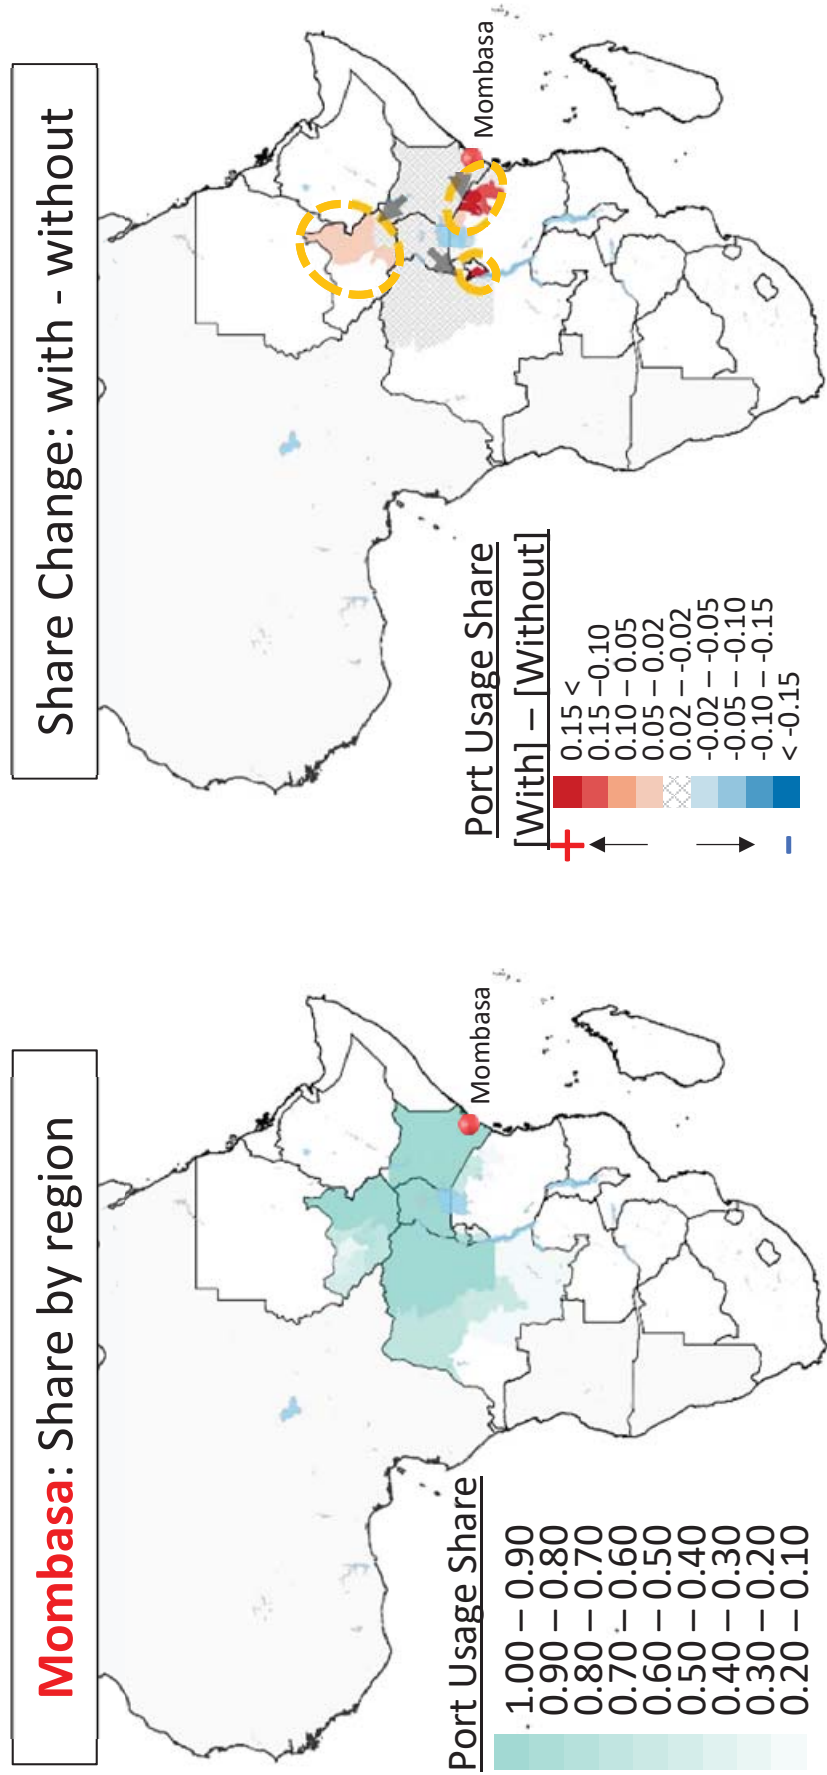 Mombasa: Share by region
Mombasa
Port Usage Share
1.00 – 0.90
0.90 – 0.80
0.80 – 0.70
0.70 – 0.60
0.60 – 0.50
0.50 – 0.40
0.40 – 0.30
0.30 – 0.20
0.20 – 0.10
Share Change: with - without
Mombasa
Port Usage Share
[With] – [Without]
+
0.15 <
0.15 –0.10
0.10 – 0.05
0.05 – 0.02
0.02 – -0.02
-0.02 – -0.05
-0.05 – -0.10
-0.10 – -0.15
< -0.15
-